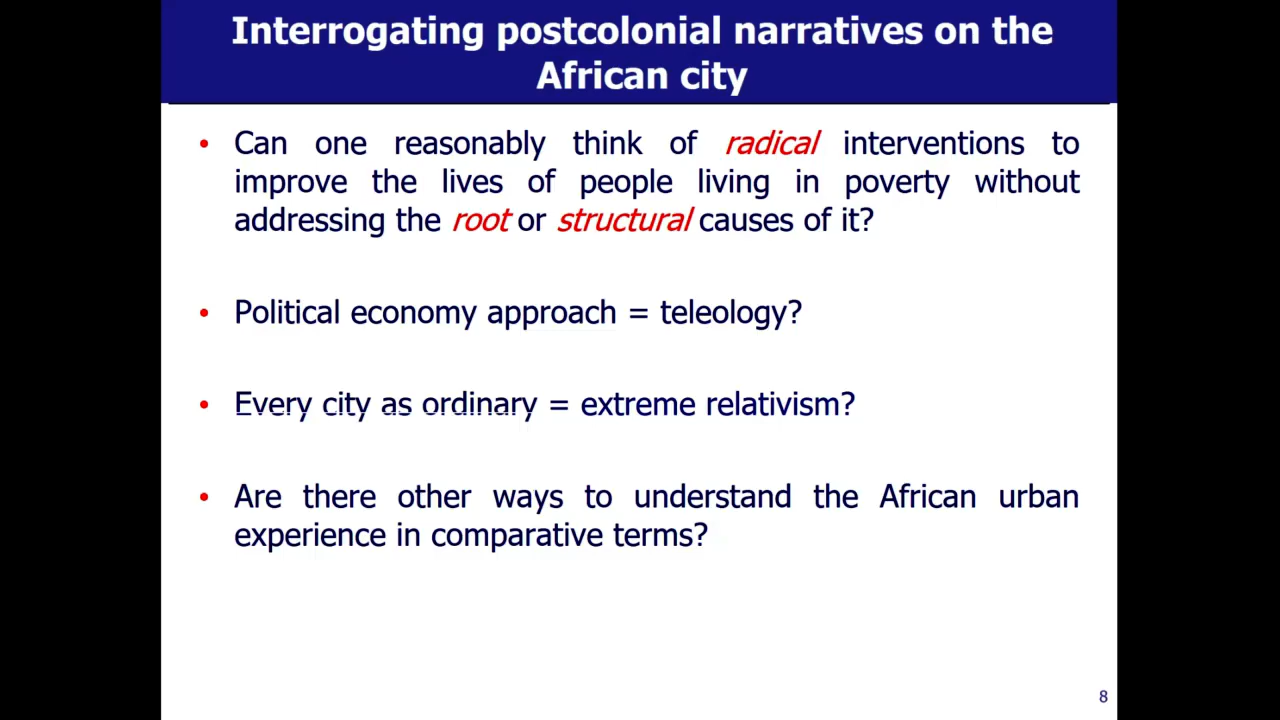 Interrogating postcolonial narratives on the
African city
• Can one reasonably think of radical interventions to
improve the lives of people living in poverty without
addressing the root or structural causes of it?
• Political economy approach = teleology?
• Every city as ordinary = extreme relativism?
• Are there other ways to understand the African urban
experience in comparative terms?
8